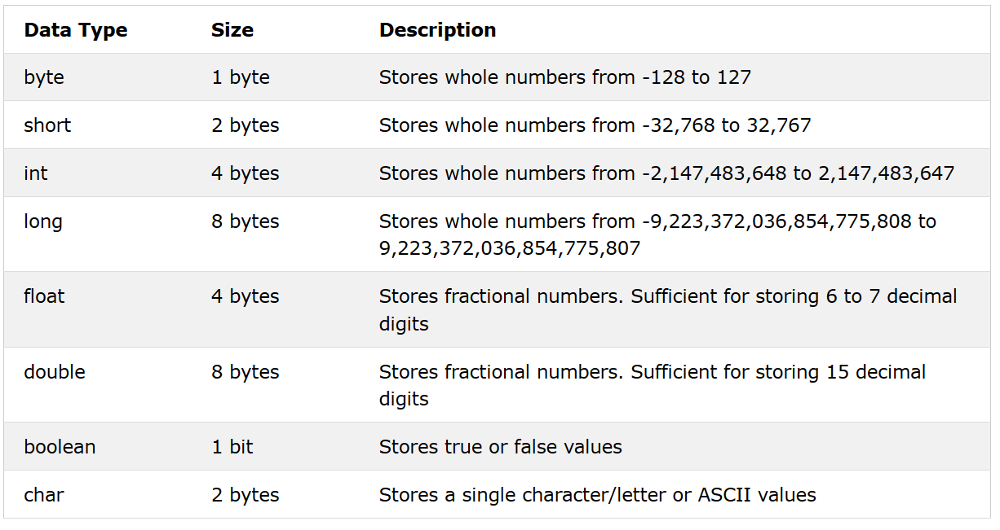 Data Type Size Description
byte 1 byte Stores whole numbers from -128 to 127
short 2 bytes Stores whole numbers from -32,768 to 32,767
int 4 bytes Stores whole numbers from -2,147,483,648 to 2,147,483,647
long 8 bytes Stores whole numbers from -9,223,372,036,854,775,808 to
9,223,372,036,854,775,807
float 4 bytes Stores fractional numbers. Sufficient for storing 6 to 7 decimal
digits
double 8 bytes Stores fractional numbers. Sufficient for storing 15 decimal
digits
boolean 1 bit Stores true or false values
char 2 bytes Stores a single character/letter or ASCII values